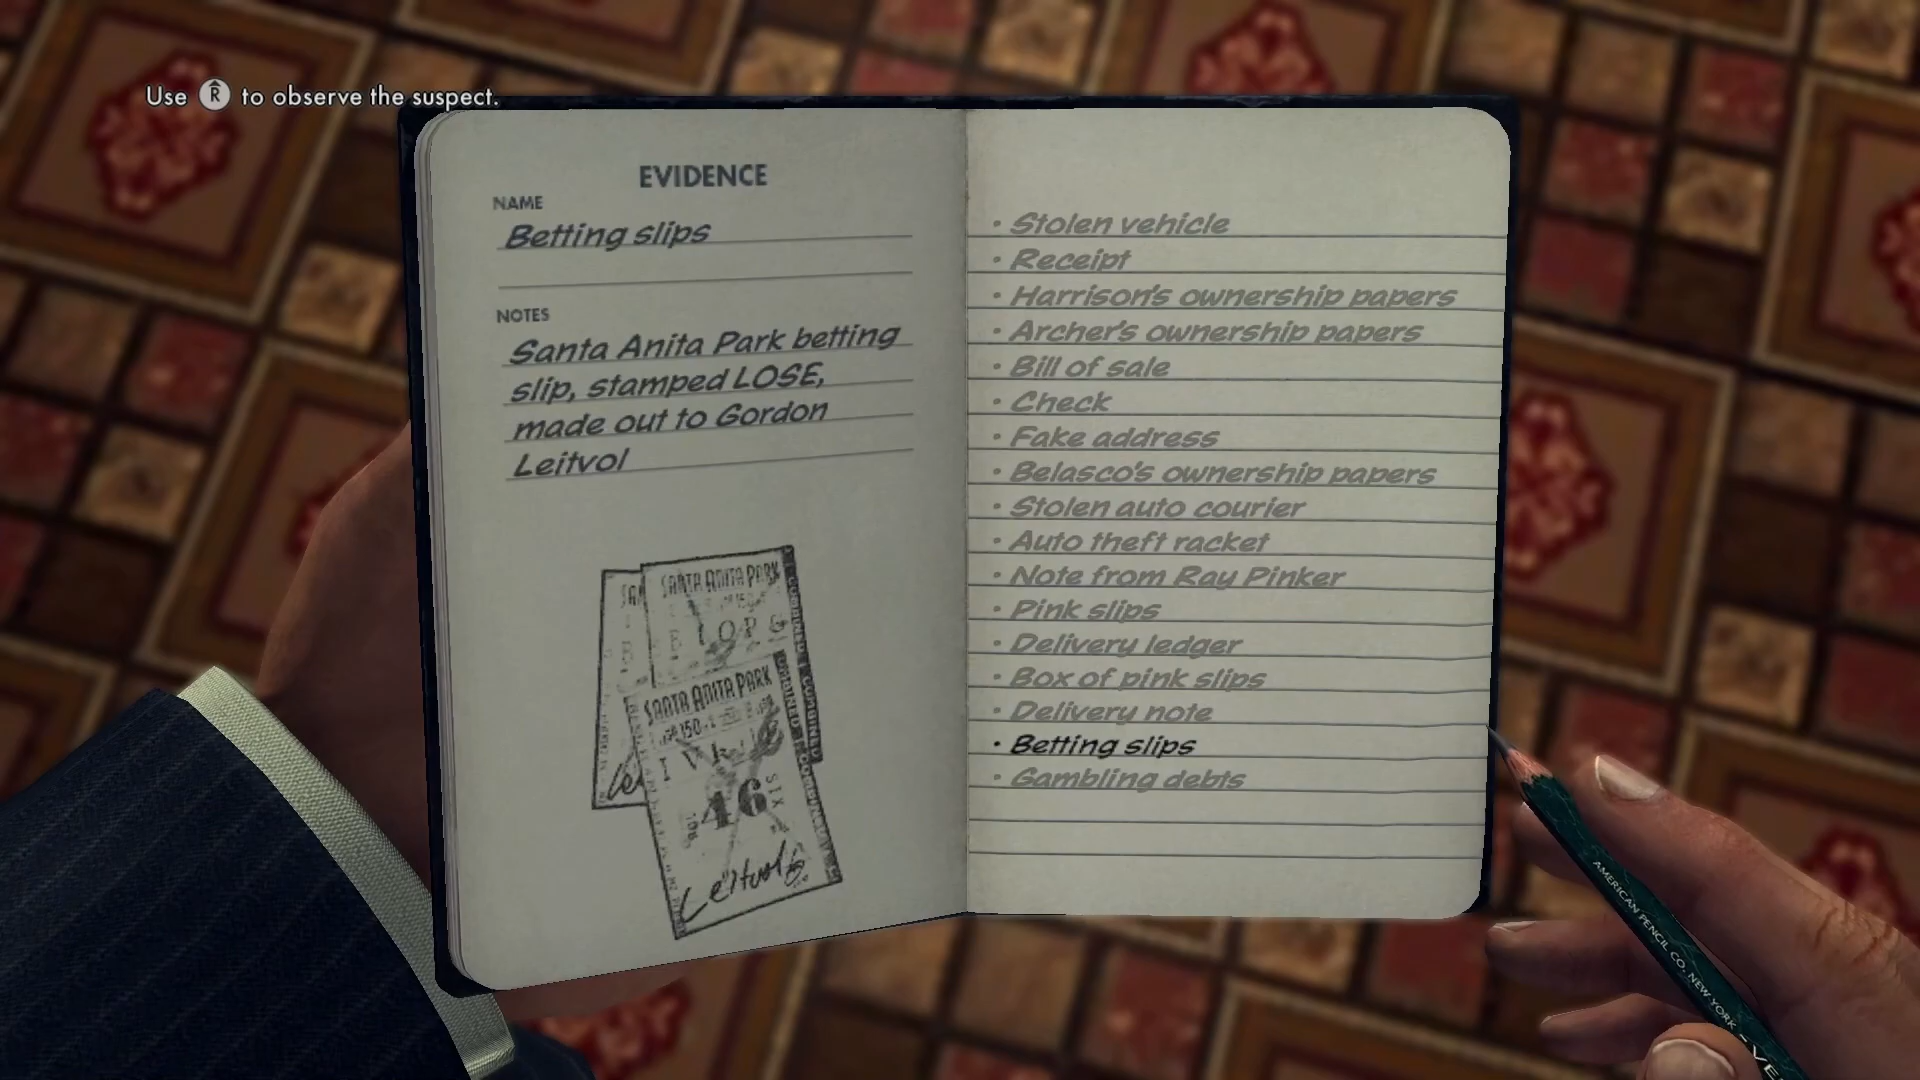 Use R to observe the suspect.
EVIDENCE
NAME
Betting slips
NOTES
Santa Anita Park betting
slip, stamped LOSE,
made out to Gordon
Leitvol
SANTA ANITA PARK
SANTA ANITA PARK
46
SIX
Leitvol
• Stolen vehicle
• Receipt
• Harrison's ownership papers
• Archer's ownership papers
• Bill of sale
• Check
• Fake address
• Belasco's ownership papers
• Stolen auto courier
• Auto theft racket
• Note from Ray Pinker
• Pink slips
• Delivery ledger
• Box of pink slips
• Delivery note
• Betting slips
• Gambling debts
AMERICAN PENCIL CO. NEW YORK